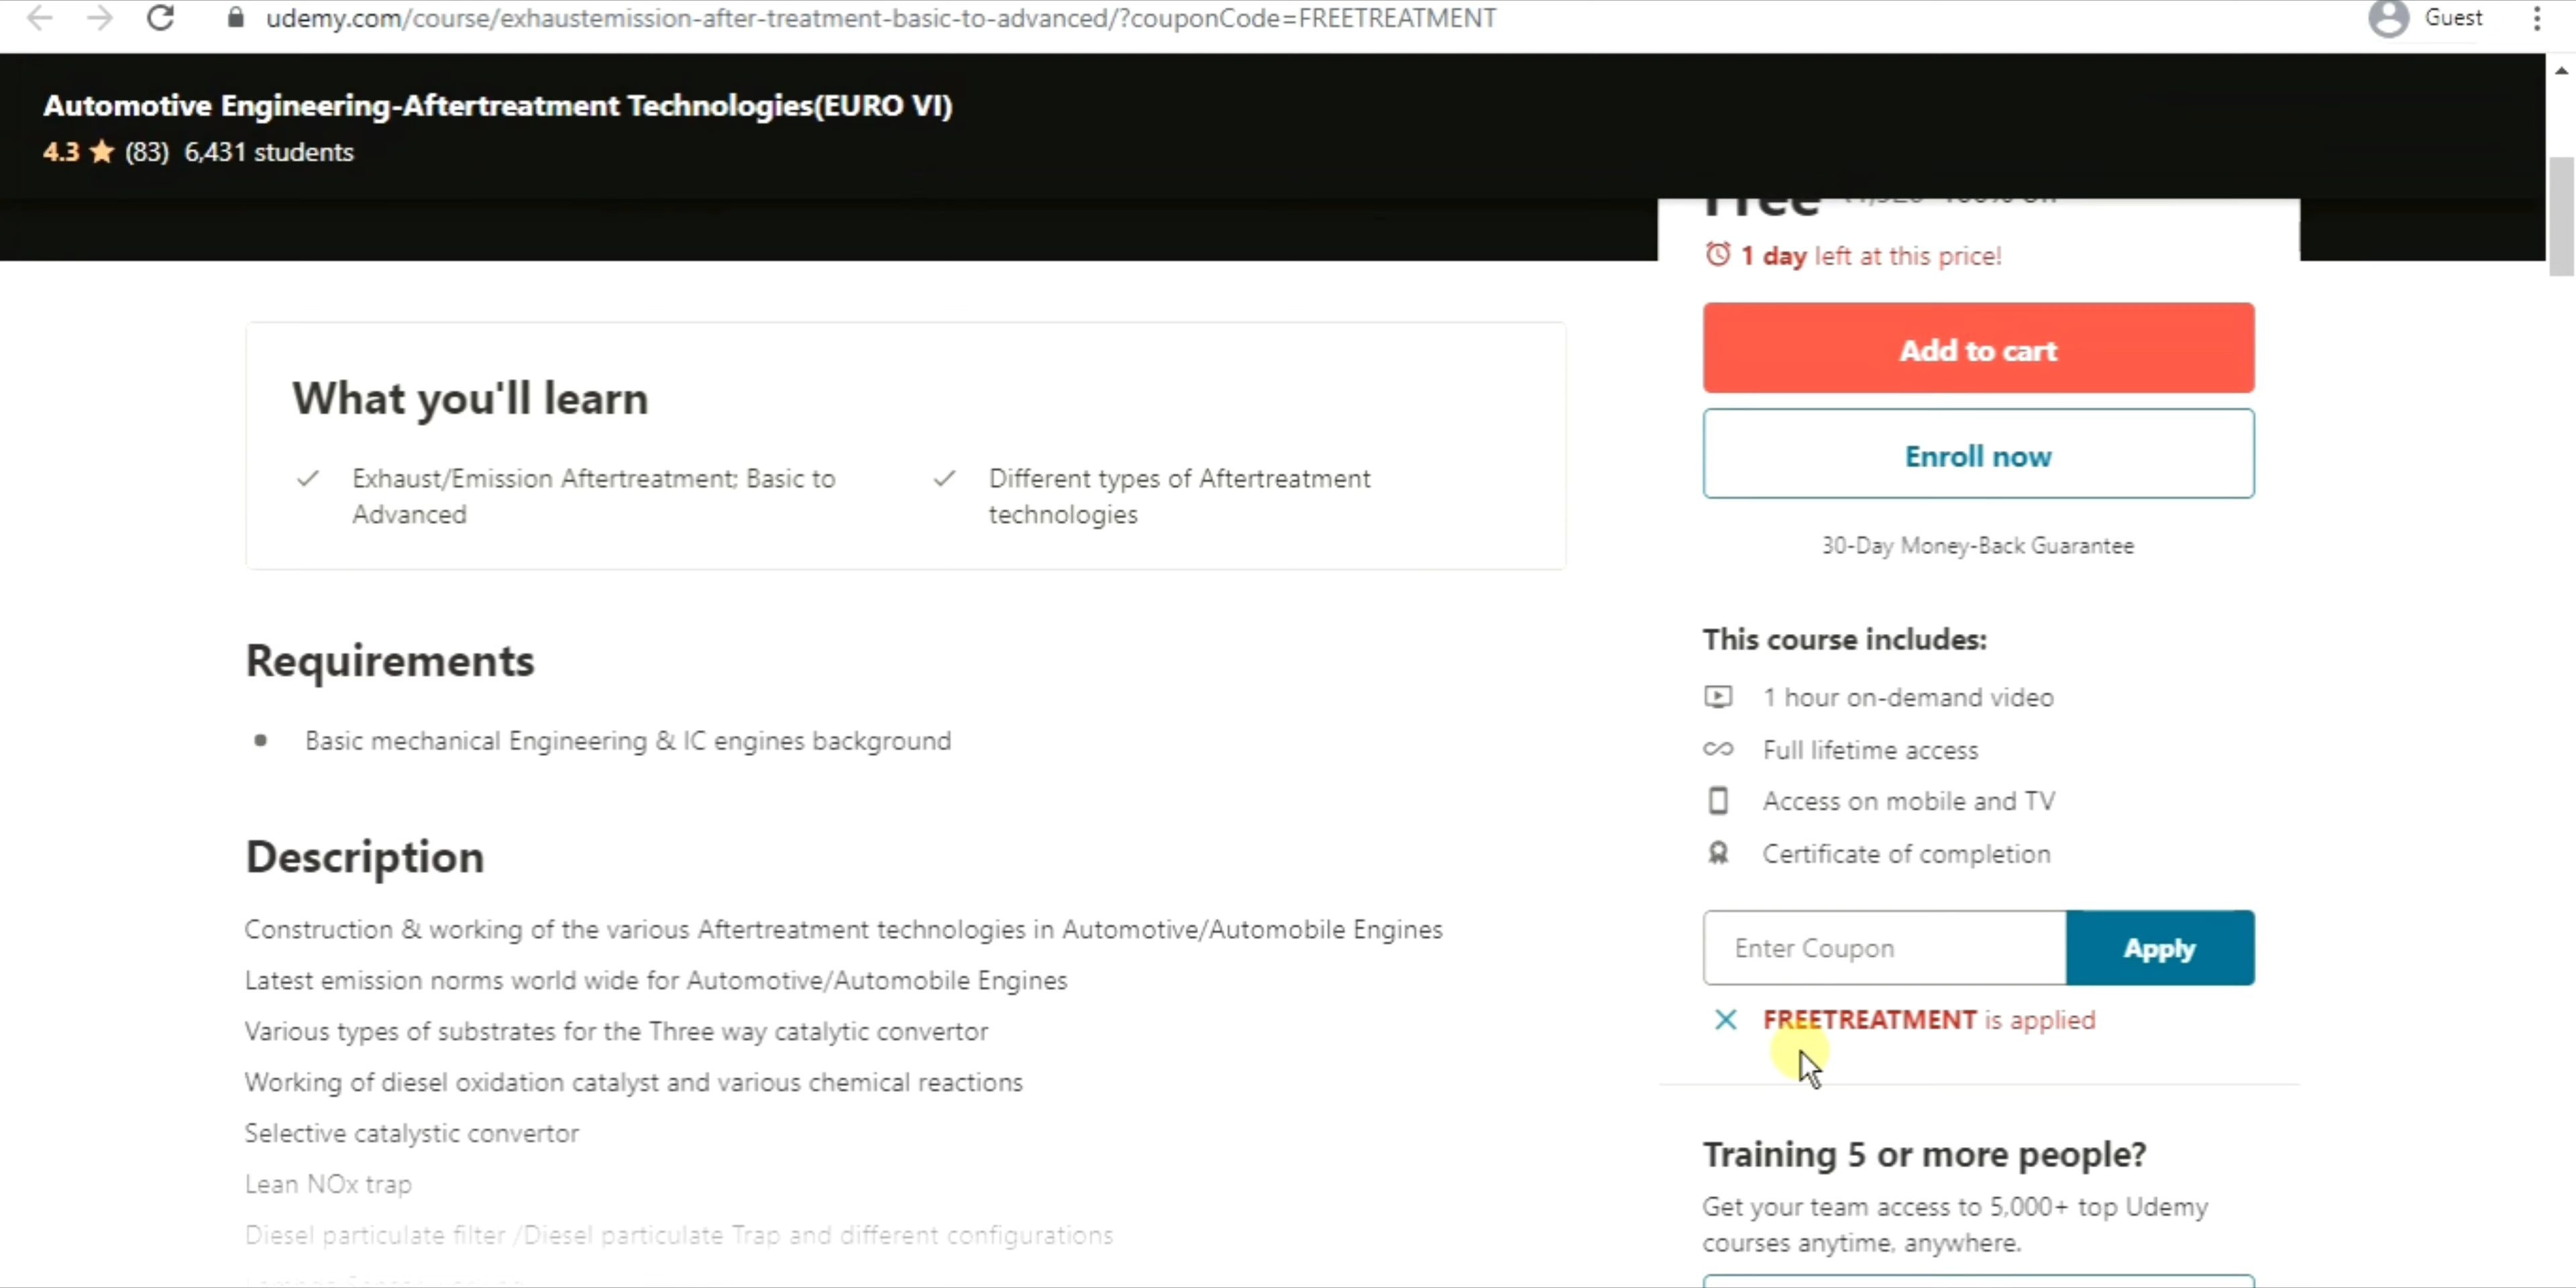 udemy.com/course/exhaustemission-after-treatment-basic-to-advanced/?couponCode=FREETREATMENT
Guest
Automotive Engineering-Aftertreatment Technologies(EURO VI)
4.3 ★ (83) 6,431 students
Free
1 day left at this price!
Add to cart
Enroll now
30-Day Money-Back Guarantee
This course includes:
1 hour on-demand video
Full lifetime access
Access on mobile and TV
Certificate of completion
Enter Coupon
Apply
FREETREATMENT is applied
Training 5 or more people?
Get your team access to 5,000+ top Udemy
courses anytime, anywhere.
What you'll learn
Exhaust/Emission Aftertreatment: Basic to
Advanced
Different types of Aftertreatment
technologies
Requirements
Basic mechanical Engineering & IC engines background
Description
Construction & working of the various Aftertreatment technologies in Automotive/Automobile Engines
Latest emission norms world wide for Automotive/Automobile Engines
Various types of substrates for the Three way catalytic convertor
Working of diesel oxidation catalyst and various chemical reactions
Selective catalystic convertor
Lean NOx trap
Diesel particulate filter /Diesel particulate Trap and different configurations